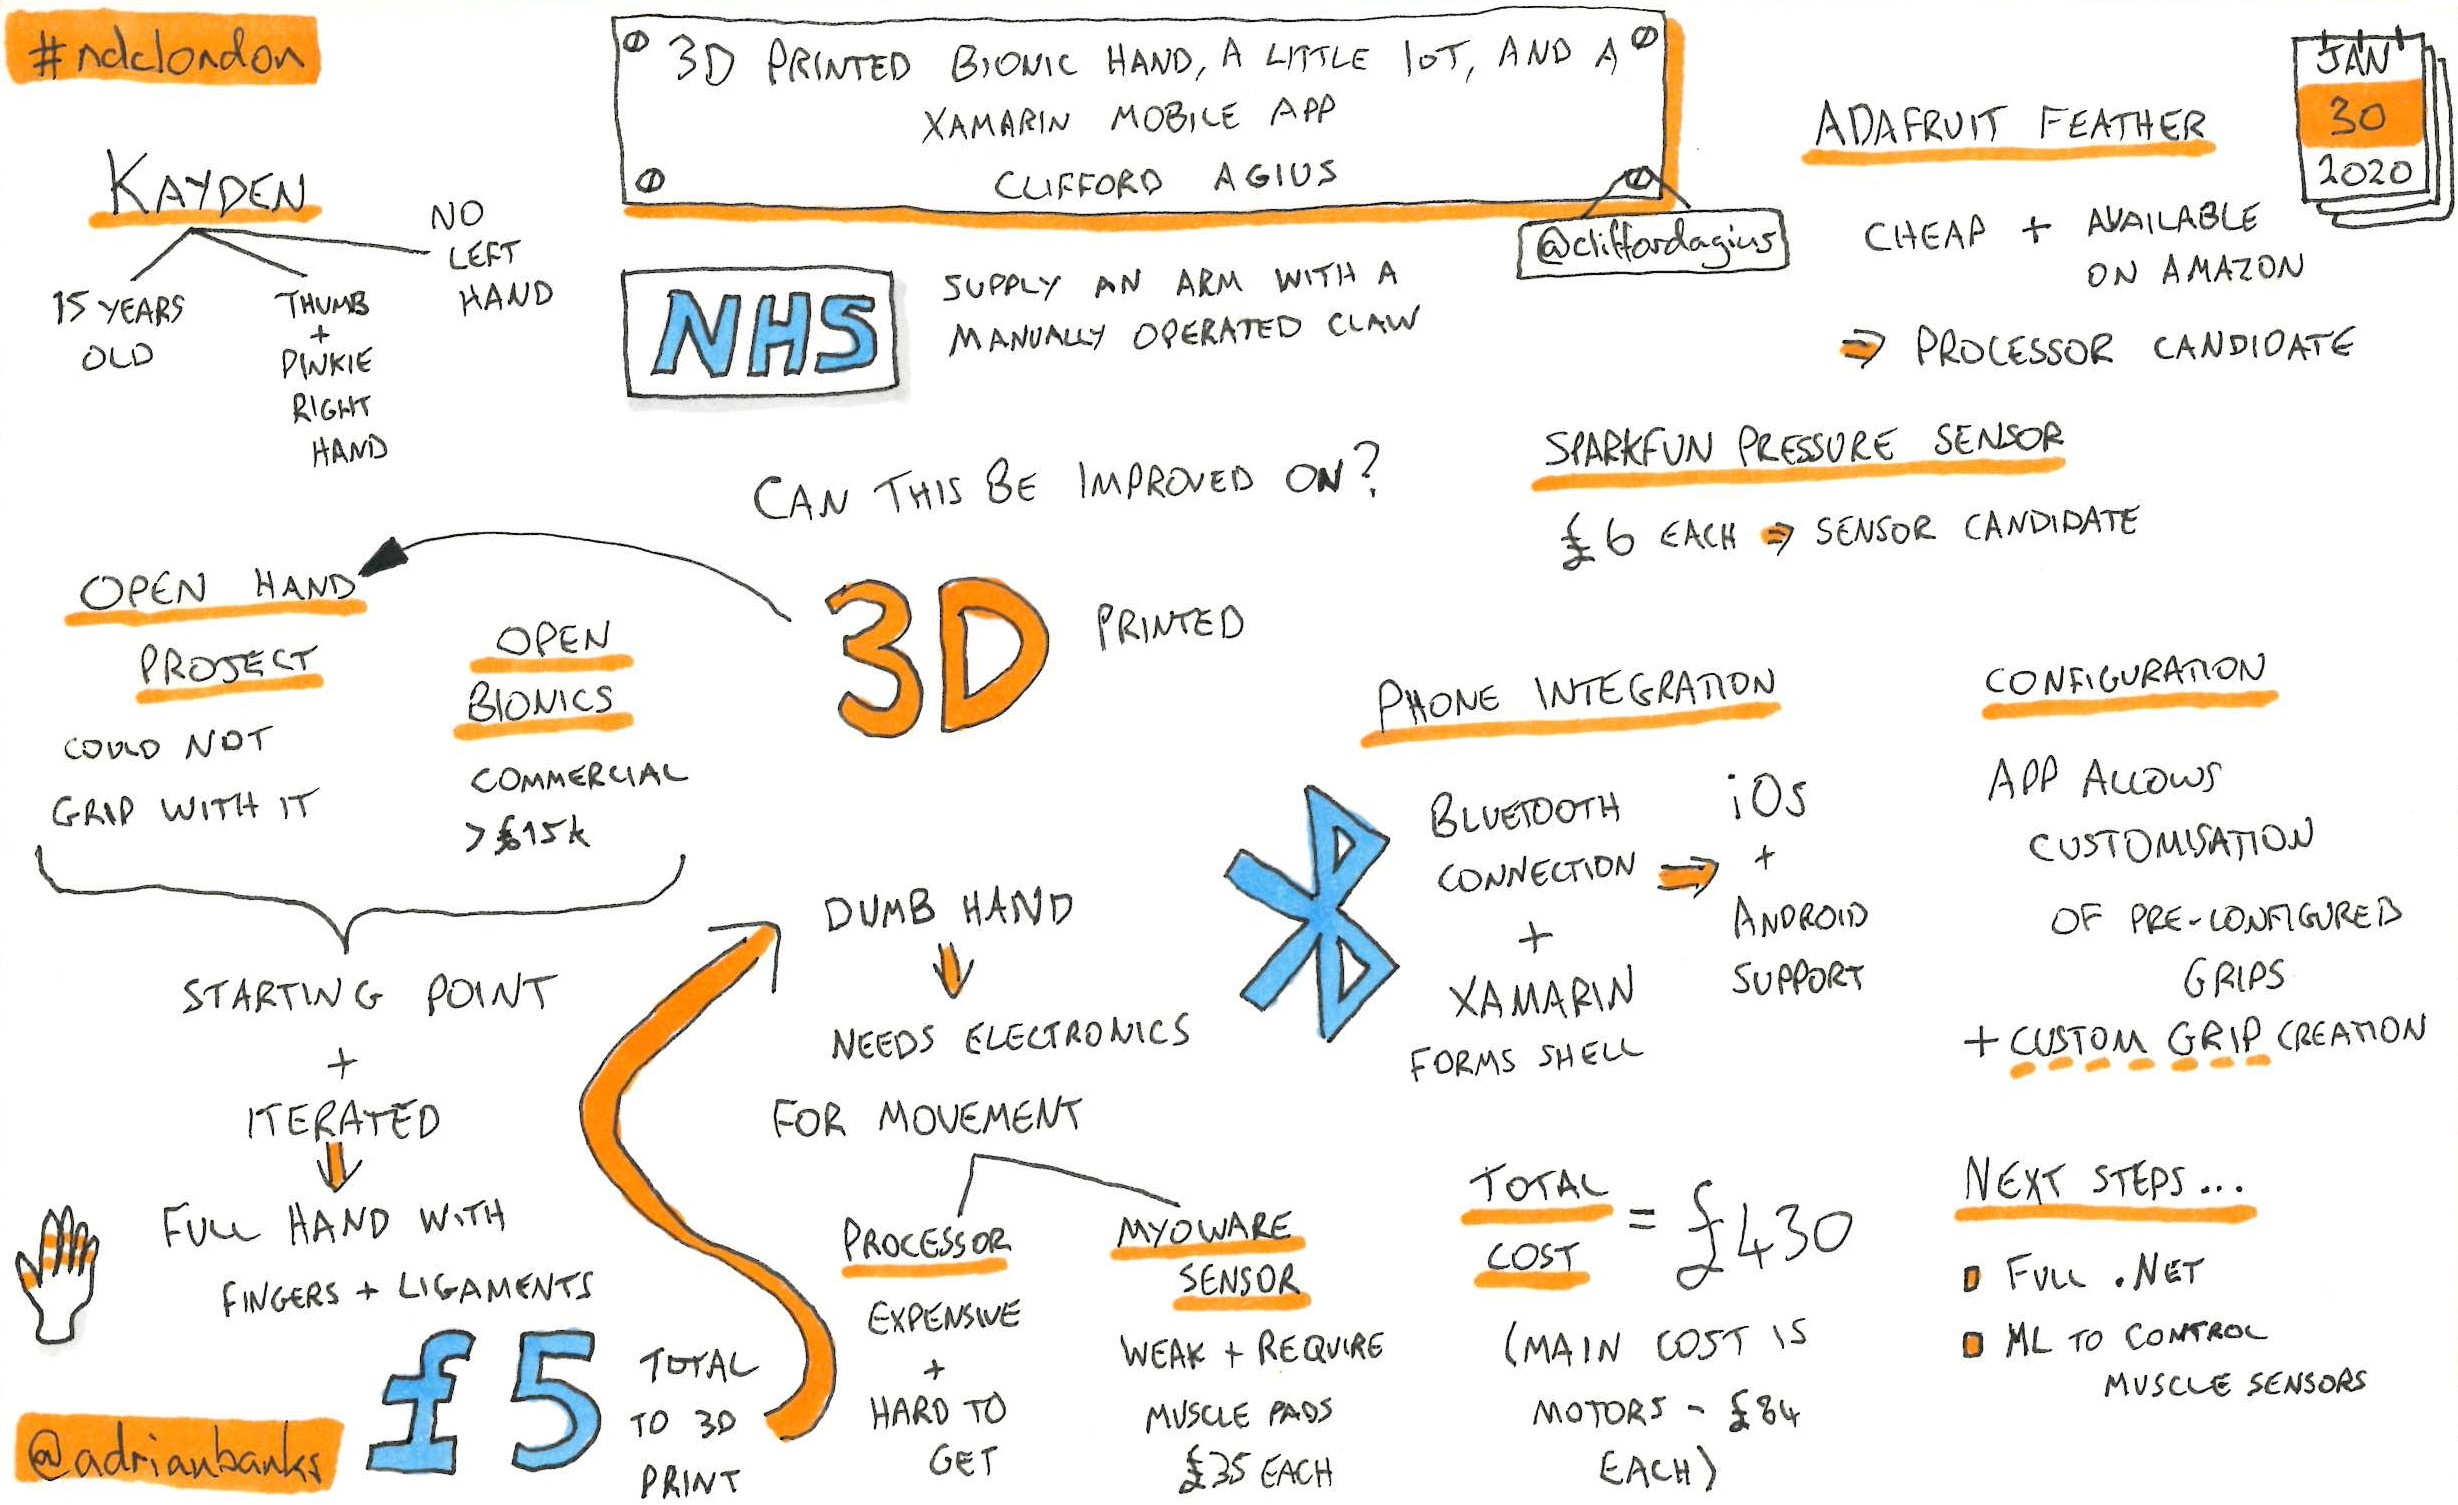 #ndclondon
3D PRINTED BIONIC HAND, A LITTLE IOT, AND A
XAMARIN MOBILE APP
CLIFFORD AGIUS
@cliffordagius
JAN
30
2020
KAYDEN
15 YEARS
OLD
THUMB
+
PINKIE
RIGHT
HAND
NO
LEFT
HAND
NHS
SUPPLY AN ARM WITH A
MANUALLY OPERATED CLAW
CAN THIS BE IMPROVED ON?
3D PRINTED
OPEN HAND
PROJECT
COULD NOT
GRIP WITH IT
OPEN
BIONICS
COMMERCIAL
>£15k
STARTING POINT
+
ITERATED
FULL HAND WITH
FINGERS + LIGAMENTS
£5
TOTAL
TO 3D
PRINT
@adrianbanks
DUMB HAND
NEEDS ELECTRONICS
FOR MOVEMENT
PROCESSOR
EXPENSIVE
+
HARD TO
GET
MYOWARE
SENSOR
WEAK + REQUIRE
MUSCLE PADS
£35 EACH
ADAFRUIT FEATHER
CHEAP + AVAILABLE
ON AMAZON
⇒ PROCESSOR CANDIDATE
SPARKFUN PRESSURE SENSOR
£6 EACH ⇒ SENSOR CANDIDATE
PHONE INTEGRATION
BLUETOOTH
CONNECTION ⇒
+
XAMARIN
FORMS SHELL
iOS
+
ANDROID
SUPPORT
CONFIGURATION
APP ALLOWS
CUSTOMISATION
OF PRE-CONFIGURED
GRIPS
+ CUSTOM GRIP CREATION
TOTAL
COST
= £430
(MAIN COST IS
MOTORS - £84
EACH)
NEXT STEPS...
FULL .NET
ML TO CONTROL
MUSCLE SENSORS